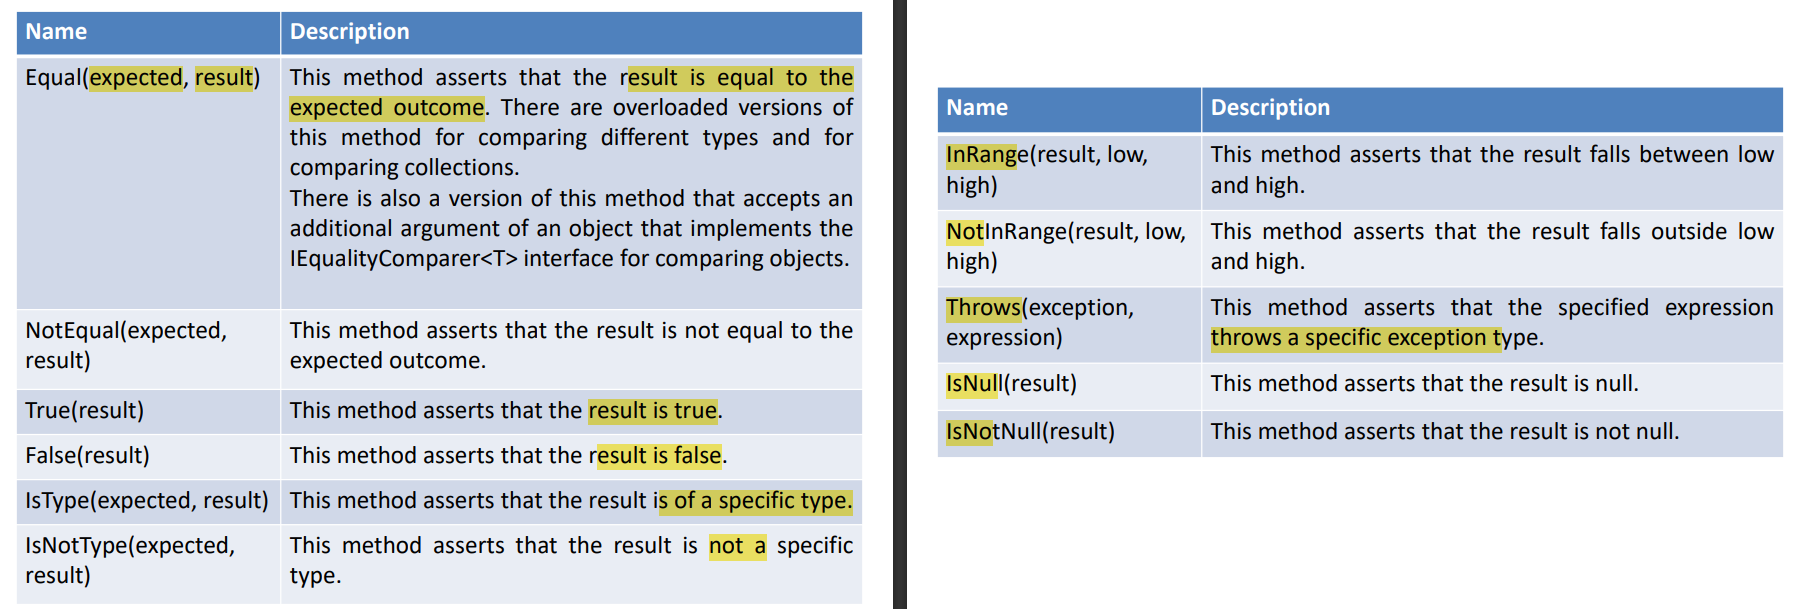 Name Description
Equal(expected, result) This method asserts that the result is equal to the
expected outcome. There are overloaded versions of
this method for comparing different types and for
comparing collections.
There is also a version of this method that accepts an
additional argument of an object that implements the
IEqualityComparer<T> interface for comparing objects.
NotEqual(expected, This method asserts that the result is not equal to the
result) expected outcome.
True(result) This method asserts that the result is true.
False(result) This method asserts that the result is false.
IsType(expected, result) This method asserts that the result is of a specific type.
IsNotType(expected, This method asserts that the result is not a specific
result) type.
Name Description
InRange(result, low, This method asserts that the result falls between low
high) and high.
NotInRange(result, low, This method asserts that the result falls outside low
high) and high.
Throws(exception, This method asserts that the specified expression
expression) throws a specific exception type.
IsNull(result) This method asserts that the result is null.
IsNotNull(result) This method asserts that the result is not null.